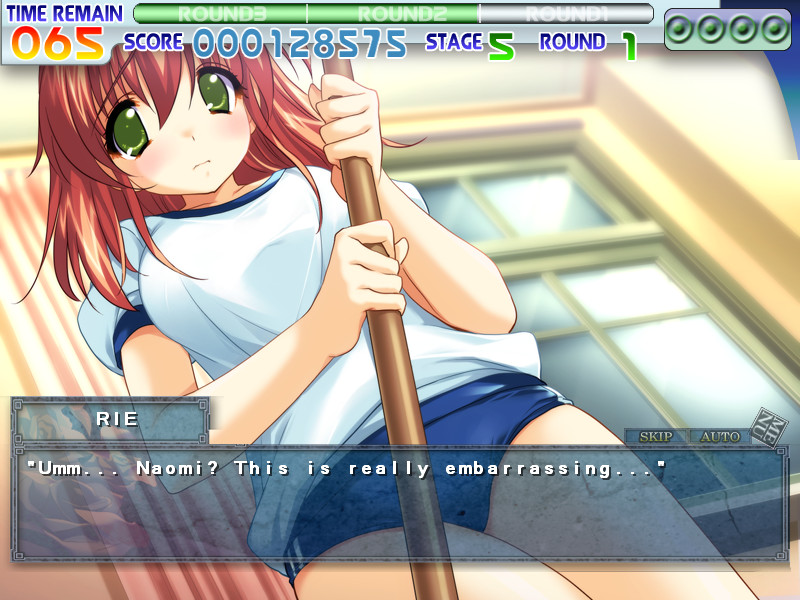 TIME REMAIN ROUND3 ROUND2 ROUND1
065 SCORE 000128575 STAGE 5 ROUND 1
RIE
SKIP AUTO MENU
"Umm... Naomi? This is really embarrassing..."